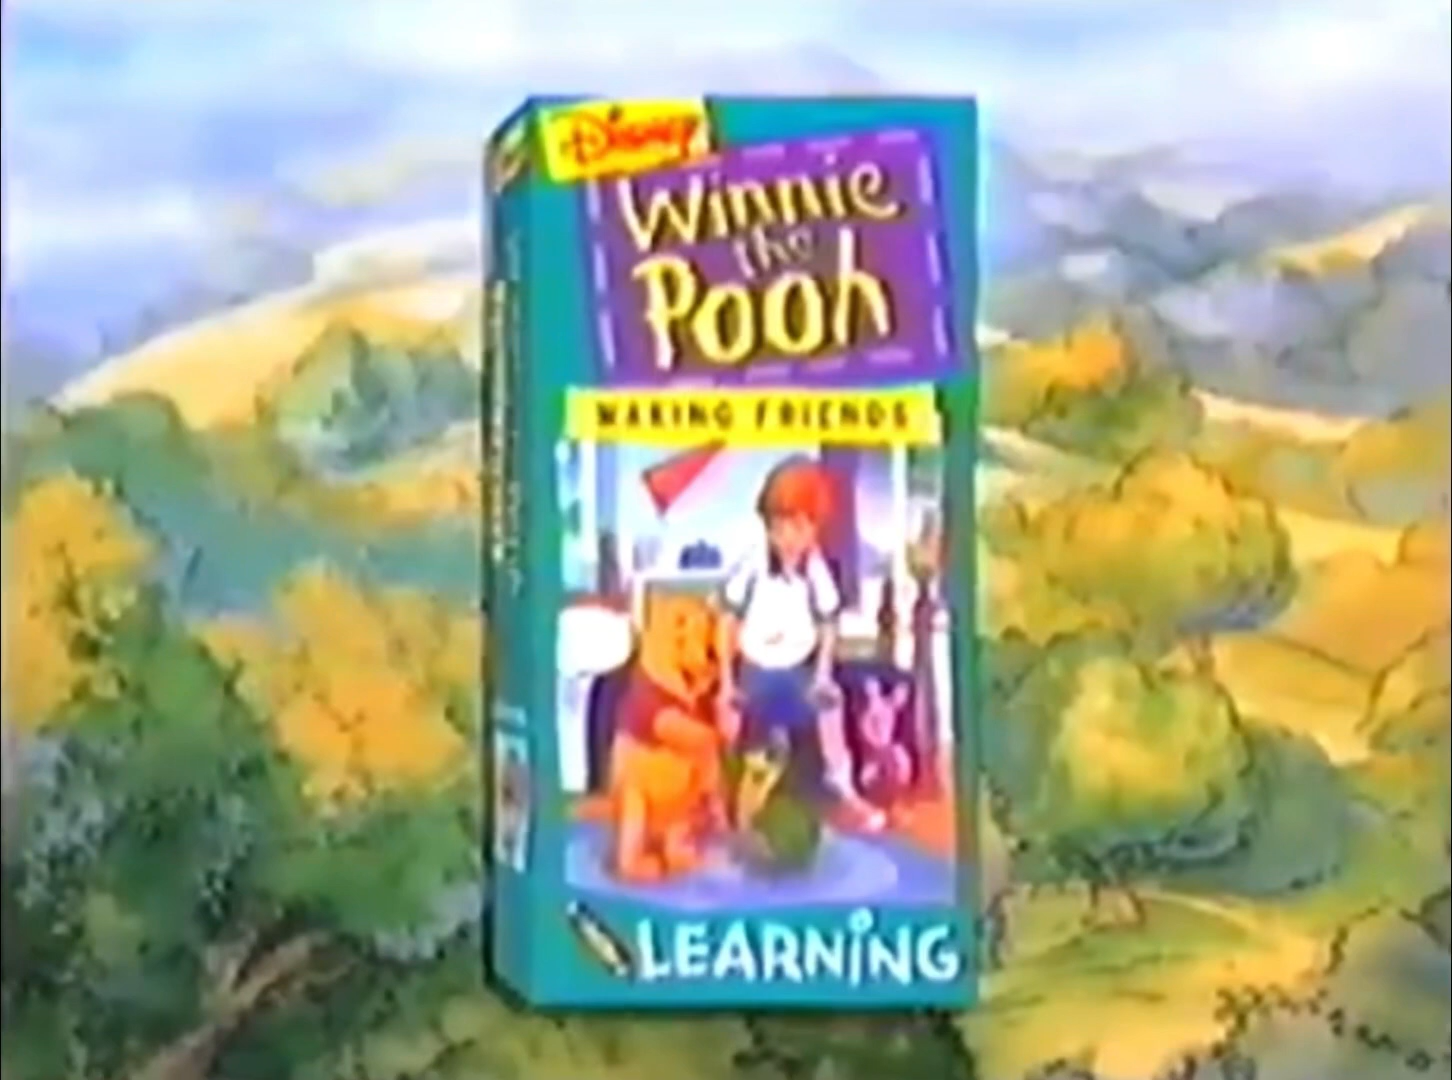 Disney
Winnie
the
Pooh
MAKING FRIENDS
LEARNING